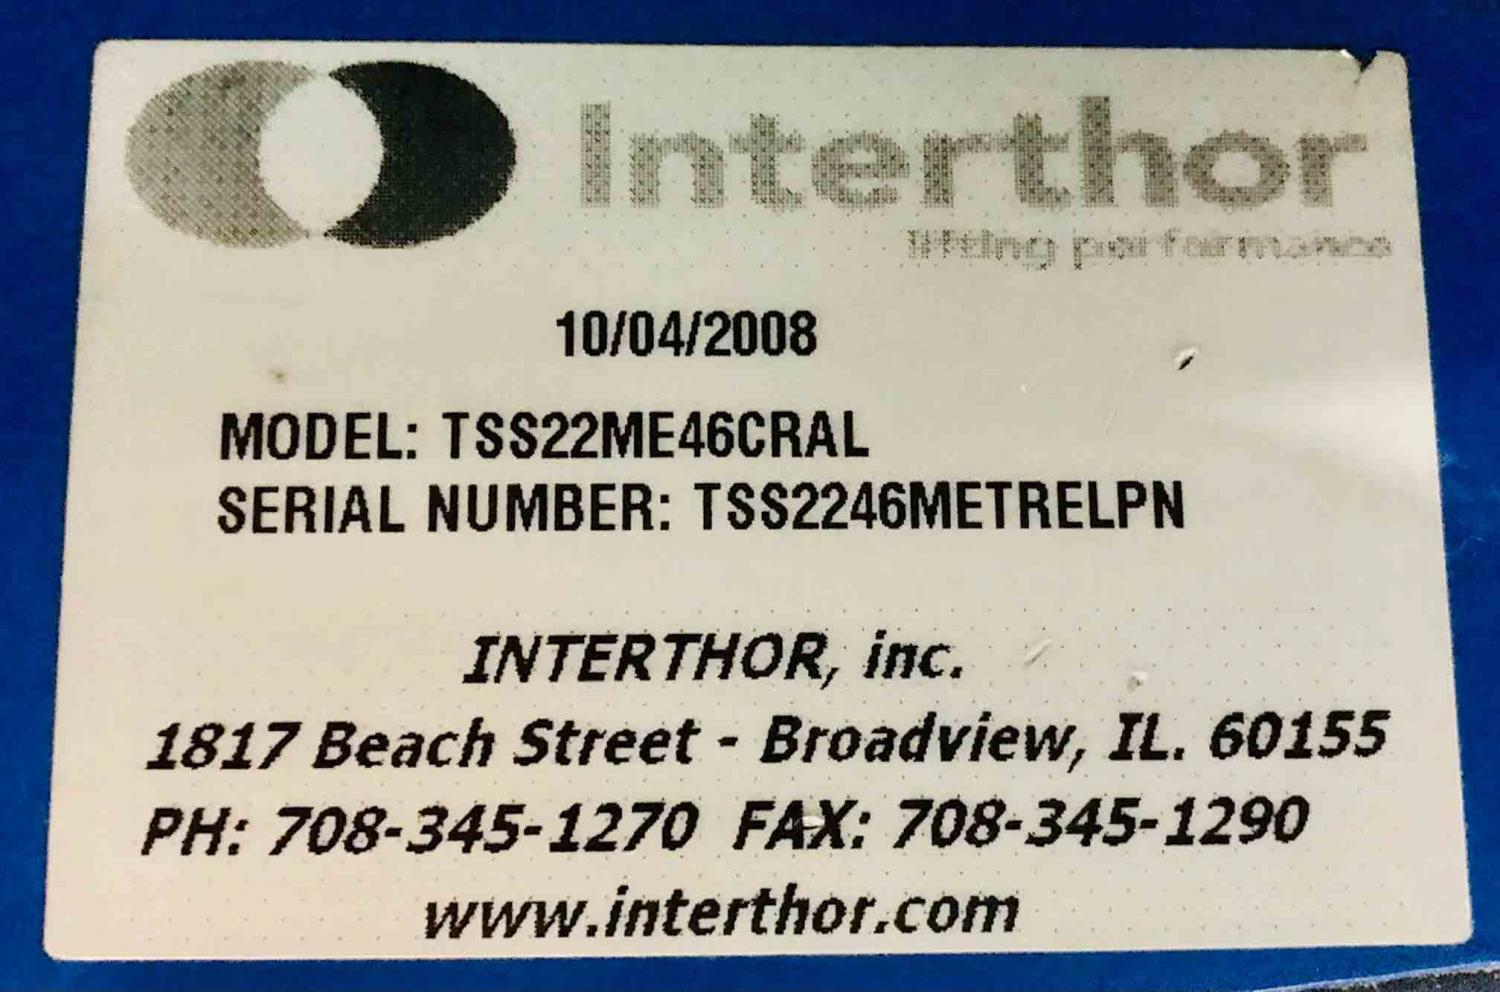 Interthor
lifting performance
10/04/2008
MODEL: TSS22ME46CRAL
SERIAL NUMBER: TSS2246METRELPN
INTERTHOR, inc.
1817 Beach Street - Broadview, IL. 60155
PH: 708-345-1270 FAX: 708-345-1290
www.interthor.com